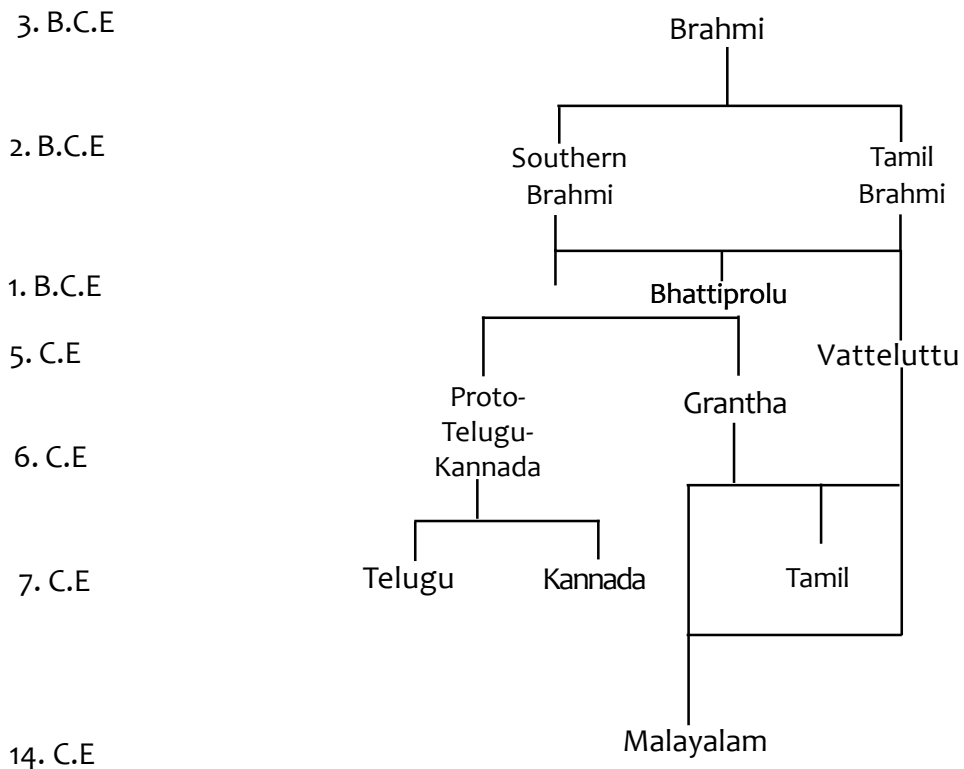 3. B.C.E
Brahmi
2. B.C.E
Southern
Brahmi
Tamil
Brahmi
1. B.C.E
Bhattiprolu
5. C.E
Vatteluttu
Proto-
Telugu-
Kannada
Grantha
6. C.E
7. C.E
Telugu
Kannada
Tamil
Malayalam
14. C.E